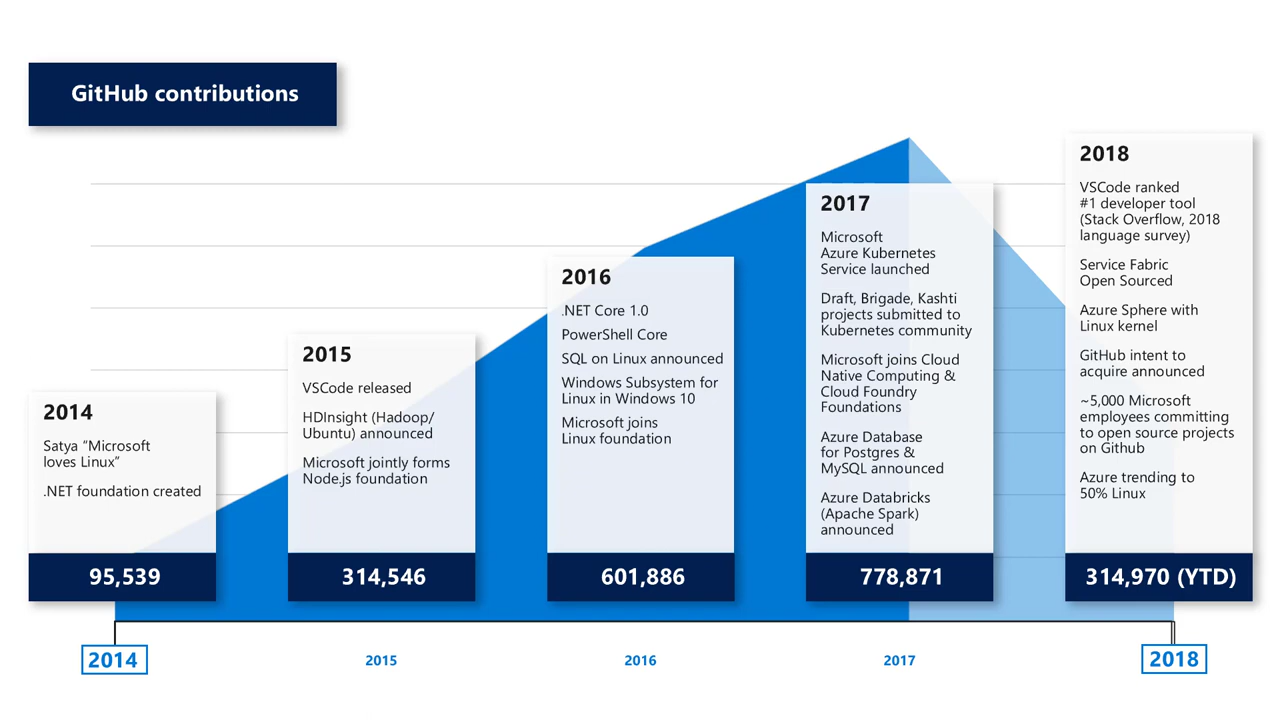 GitHub contributions
2014
Satya “Microsoft
loves Linux”
.NET foundation created
95,539
2015
VSCode released
HDInsight (Hadoop/
Ubuntu) announced
Microsoft jointly forms
Node.js foundation
314,546
2016
.NET Core 1.0
PowerShell Core
SQL on Linux announced
Windows Subsystem for
Linux in Windows 10
Microsoft joins
Linux foundation
601,886
2017
Microsoft
Azure Kubernetes
Service launched
Draft, Brigade, Kashti
projects submitted to
Kubernetes community
Microsoft joins Cloud
Native Computing &
Cloud Foundry
Foundations
Azure Database
for Postgres &
MySQL announced
Azure Databricks
(Apache Spark)
announced
778,871
2018
VSCode ranked
#1 developer tool
(Stack Overflow, 2018
language survey)
Service Fabric
Open Sourced
Azure Sphere with
Linux kernel
GitHub intent to
acquire announced
~5,000 Microsoft
employees committing
to open source projects
on Github
Azure trending to
50% Linux
314,970 (YTD)
2014
2015
2016
2017
2018